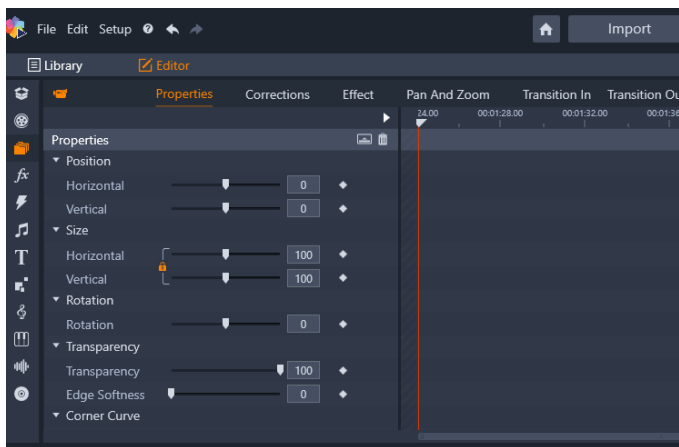 File Edit Setup
Import
Library Editor
Properties Corrections Effect Pan And Zoom Transition In Transition Ou
24.00 00:01:28.00 00:01:32.00 00:01:36
Properties
Position
Horizontal 0
Vertical 0
Size
Horizontal 100
Vertical 100
Rotation
Rotation 0
Transparency
Transparency 100
Edge Softness 0
Corner Curve
fx
T